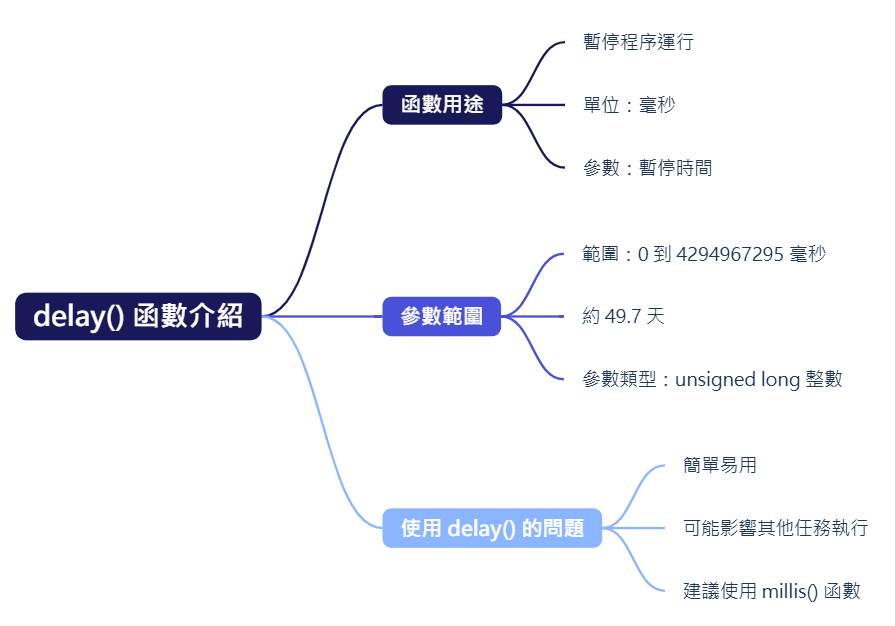 delay() 函數介紹
函數用途
暫停程序運行
單位：毫秒
參數：暫停時間
參數範圍
範圍：0 到 4294967295 毫秒
約 49.7 天
參數類型：unsigned long 整數
使用 delay() 的問題
簡單易用
可能影響其他任務執行
建議使用 millis() 函數